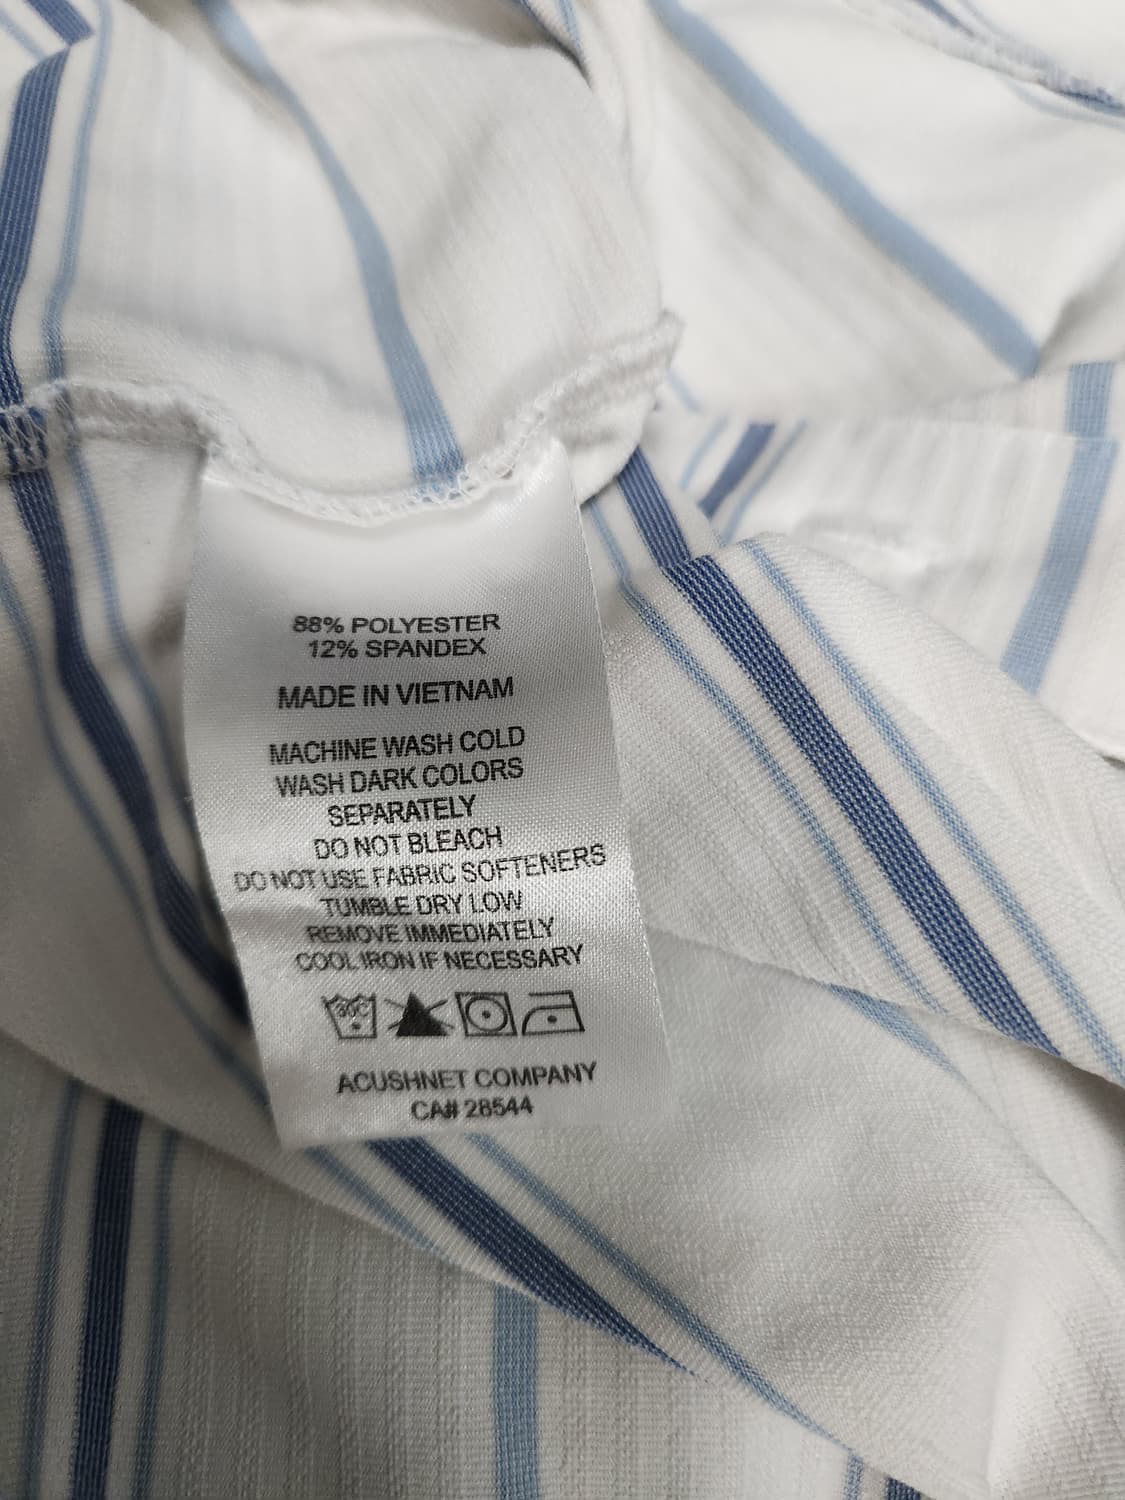 88% POLYESTER
12% SPANDEX
MADE IN VIETNAM
MACHINE WASH COLD
WASH DARK COLORS
SEPARATELY
DO NOT BLEACH
DO NOT USE FABRIC SOFTENERS
TUMBLE DRY LOW
REMOVE IMMEDIATELY
COOL IRON IF NECESSARY
30C
ACUSHNET COMPANY
CA# 28544